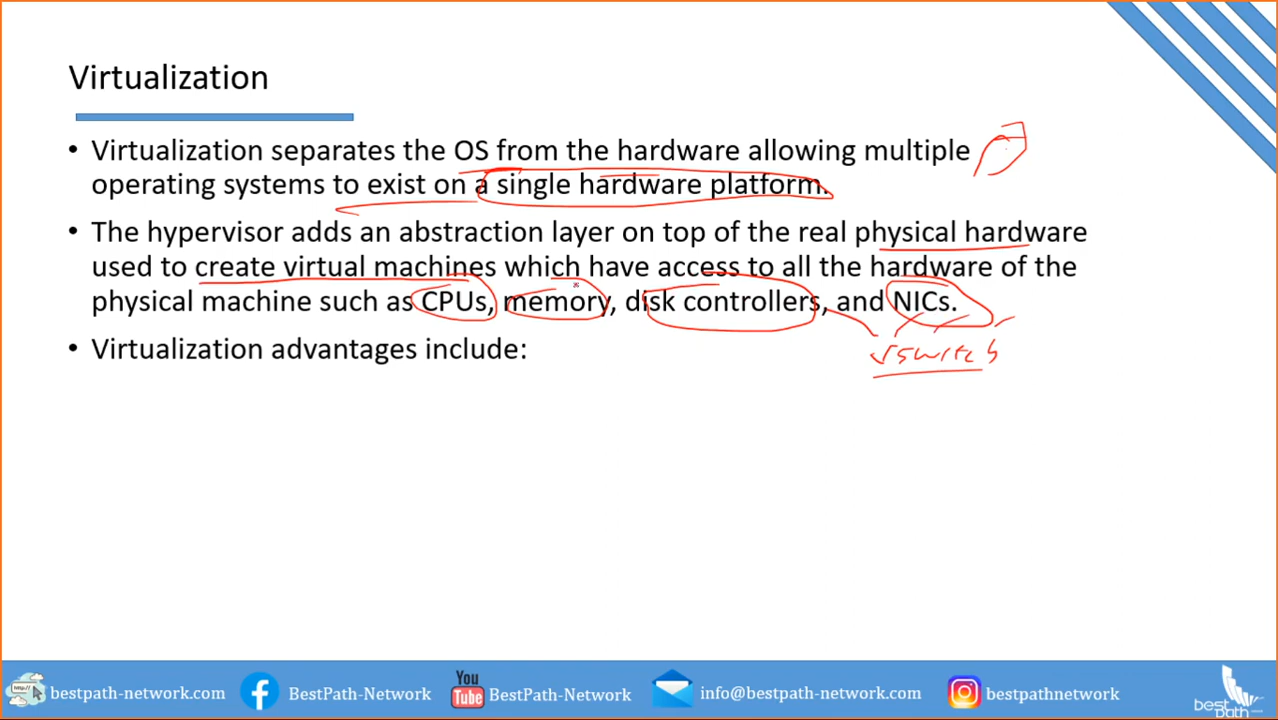 Virtualization
• Virtualization separates the OS from the hardware allowing multiple
operating systems to exist on a single hardware platform.
• The hypervisor adds an abstraction layer on top of the real physical hardware
used to create virtual machines which have access to all the hardware of the
physical machine such as CPUs, memory, disk controllers, and NICs.
• Virtualization advantages include:
vswitch
http://
bestpath-network.com
BestPath-Network
You
Tube
BestPath-Network
info@bestpath-network.com
bestpathnetwork
best
path